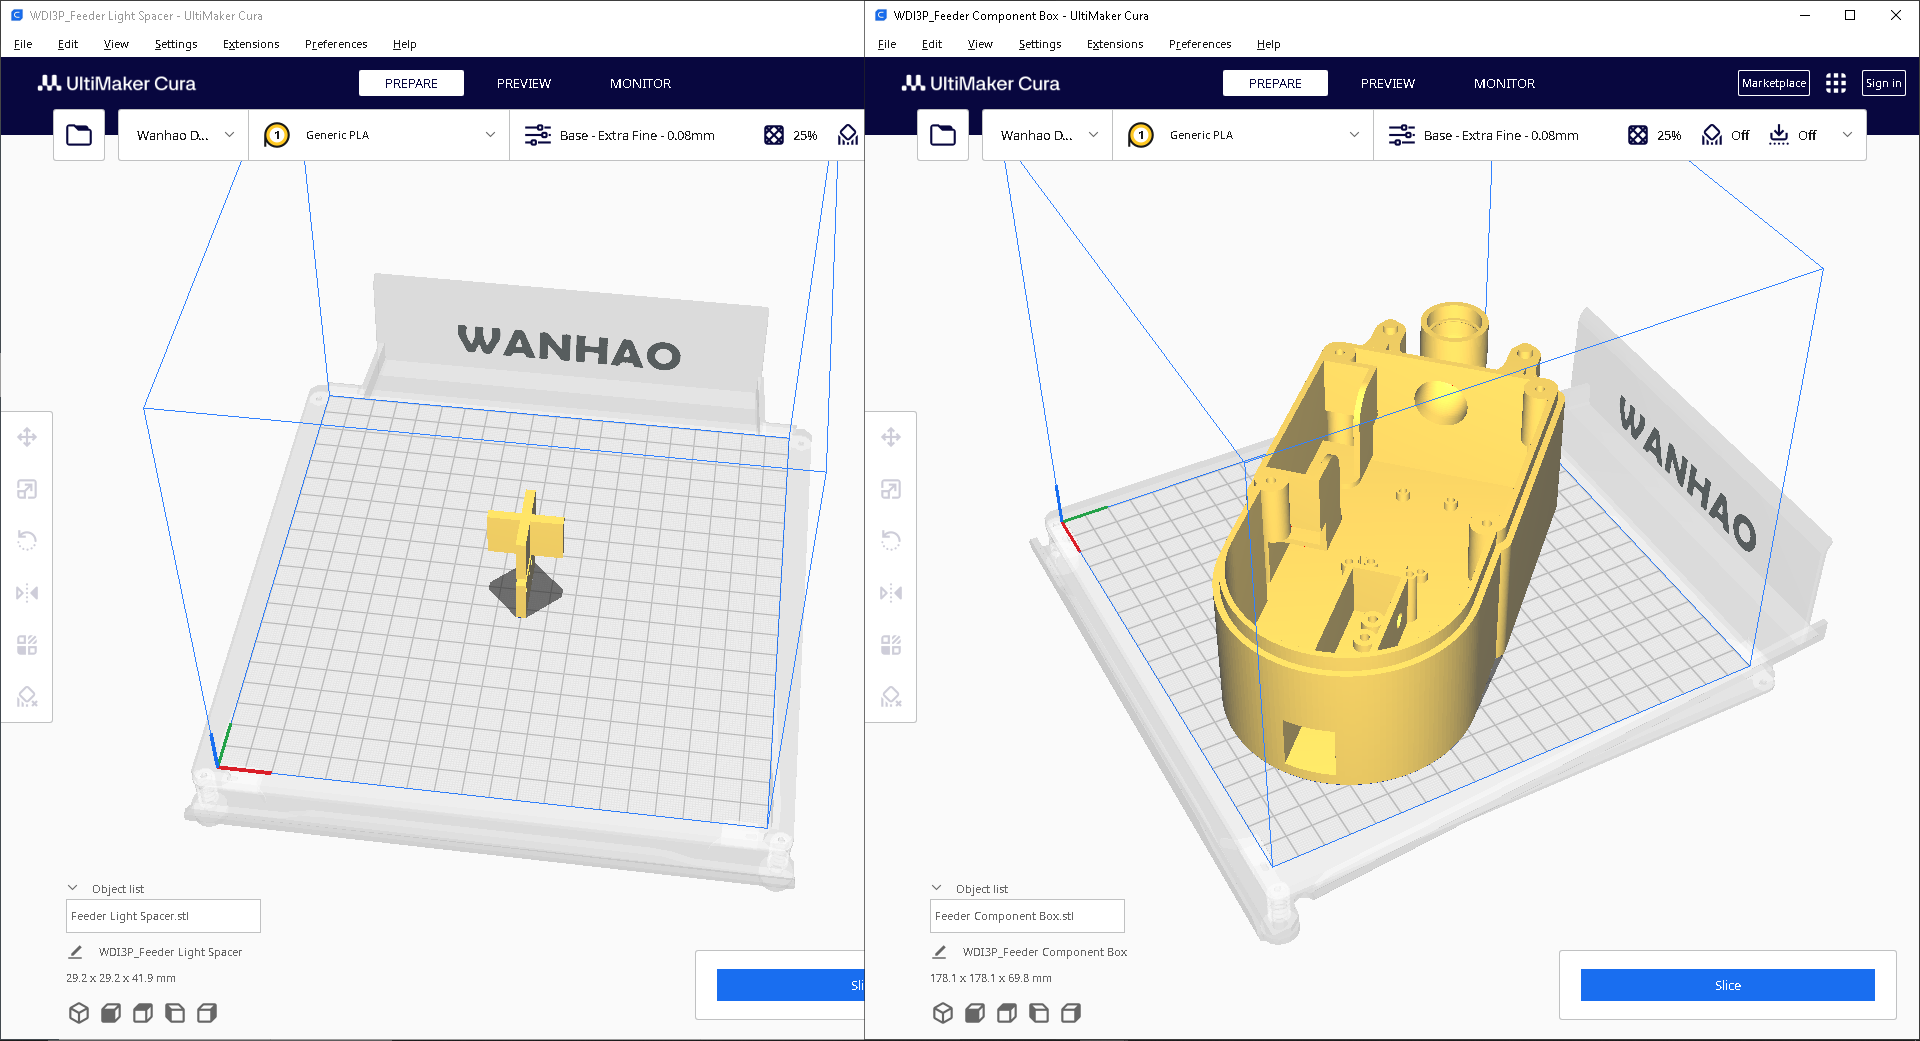 WDI3P_Feeder Light Spacer - UltiMaker Cura
File Edit View Settings Extensions Preferences Help
UltiMaker Cura
PREPARE PREVIEW MONITOR
Wanhao D...
1
Generic PLA
Base - Extra Fine - 0.08mm
25%
WANHAO
Object list
Feeder Light Spacer.stl
WDI3P_Feeder Light Spacer
29.2 x 29.2 x 41.9 mm
Sli
WDI3P_Feeder Component Box - UltiMaker Cura
File Edit View Settings Extensions Preferences Help
UltiMaker Cura
PREPARE PREVIEW MONITOR
Marketplace
Sign in
Wanhao D...
1
Generic PLA
Base - Extra Fine - 0.08mm
25%
Off
Off
WANHAO
Object list
Feeder Component Box.stl
WDI3P_Feeder Component Box
178.1 x 178.1 x 69.8 mm
Slice